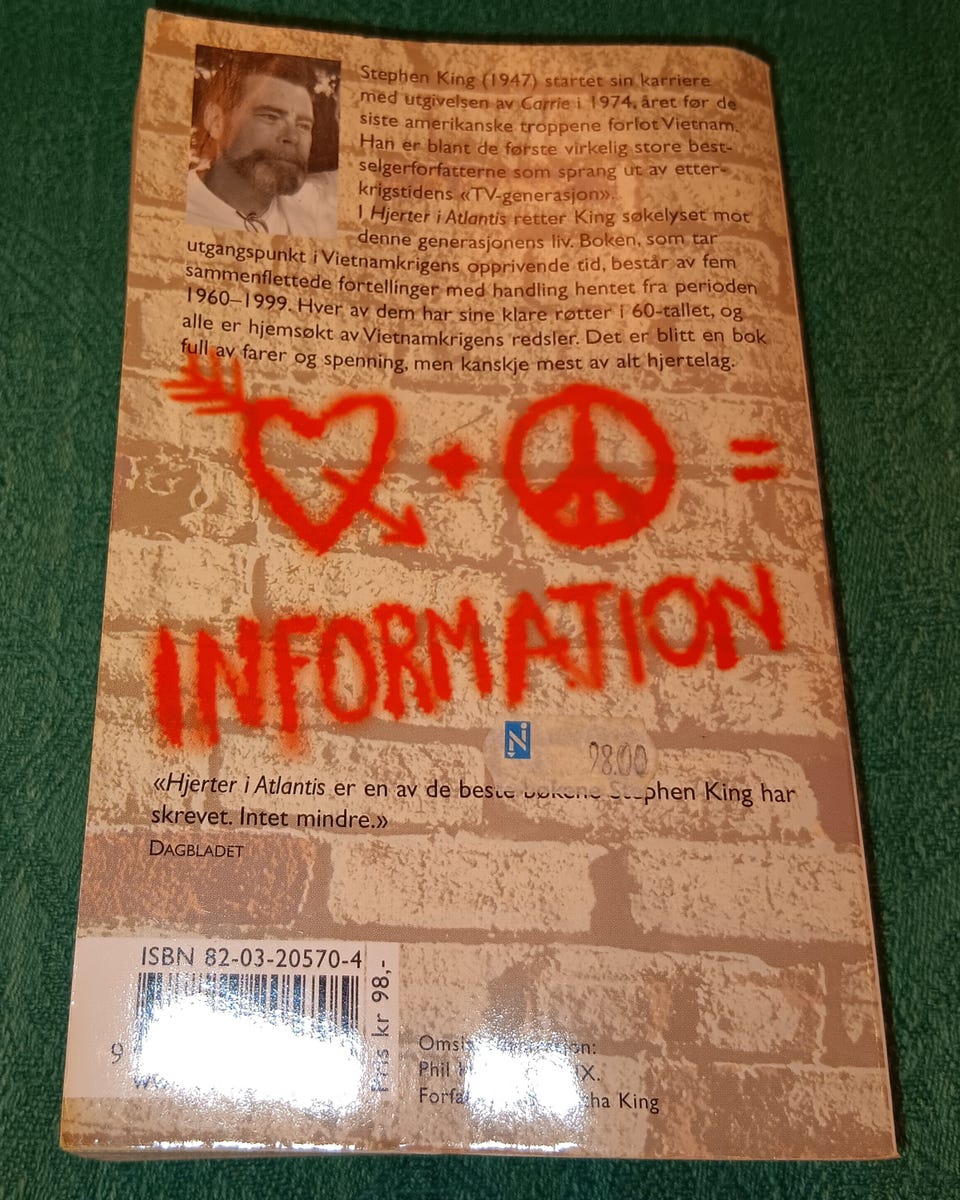 Stephen King (1947) startet sin karriere
med utgivelsen av Carrie i 1974, året før de
siste amerikanske troppene forlot Vietnam.
Han er blant de første virkelig store best-
selgerforfatterne som sprang ut av etter-
krigstidens «TV-generasjon».
I Hjerter i Atlantis retter King søkelyset mot
denne generasjonens liv. Boken, som tar
utgangspunkt i Vietnamkrigens opprivende tid, består av fem
sammenflettede fortellinger med handling hentet fra perioden
1960–1999. Hver av dem har sine klare røtter i 60-tallet, og
alle er hjemsøkt av Vietnamkrigens redsler. Det er blitt en bok
full av farer og spenning, men kanskje mest av alt hjertelag.
+ =
INFORMATION
N 98.00
«Hjerter i Atlantis er en av de beste bøkene Stephen King har
skrevet. Intet mindre.»
DAGBLADET
ISBN 82-03-20570-4
Pris kr 98,-
9
Phil
King